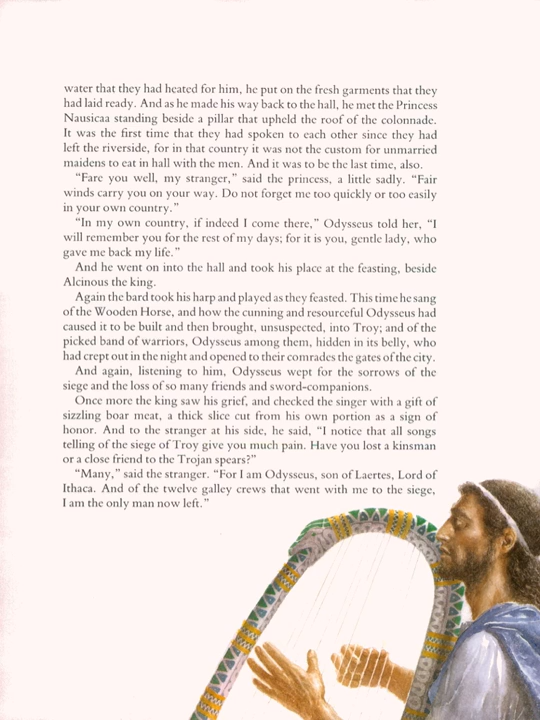 water that they had heated for him, he put on the fresh garments that they
had laid ready. And as he made his way back to the hall, he met the Princess
Nausicaa standing beside a pillar that upheld the roof of the colonnade.
It was the first time that they had spoken to each other since they had
left the riverside, for in that country it was not the custom for unmarried
maidens to eat in hall with the men. And it was to be the last time, also.
“Fare you well, my stranger,” said the princess, a little sadly. “Fair
winds carry you on your way. Do not forget me too quickly or too easily
in your own country.”
“In my own country, if indeed I come there,” Odysseus told her, “I
will remember you for the rest of my days; for it is you, gentle lady, who
gave me back my life.”
And he went on into the hall and took his place at the feasting, beside
Alcinous the king.
Again the bard took his harp and played as they feasted. This time he sang
of the Wooden Horse, and how the cunning and resourceful Odysseus had
caused it to be built and then brought, unsuspected, into Troy; and of the
picked band of warriors, Odysseus among them, hidden in its belly, who
had crept out in the night and opened to their comrades the gates of the city.
And again, listening to him, Odysseus wept for the sorrows of the
siege and the loss of so many friends and sword-companions.
Once more the king saw his grief, and checked the singer with a gift of
sizzling boar meat, a thick slice cut from his own portion as a sign of
honor. And to the stranger at his side, he said, “I notice that all songs
telling of the siege of Troy give you much pain. Have you lost a kinsman
or a close friend to the Trojan spears?”
“Many,” said the stranger. “For I am Odysseus, son of Laertes, Lord of
Ithaca. And of the twelve galley crews that went with me to the siege,
I am the only man now left.”